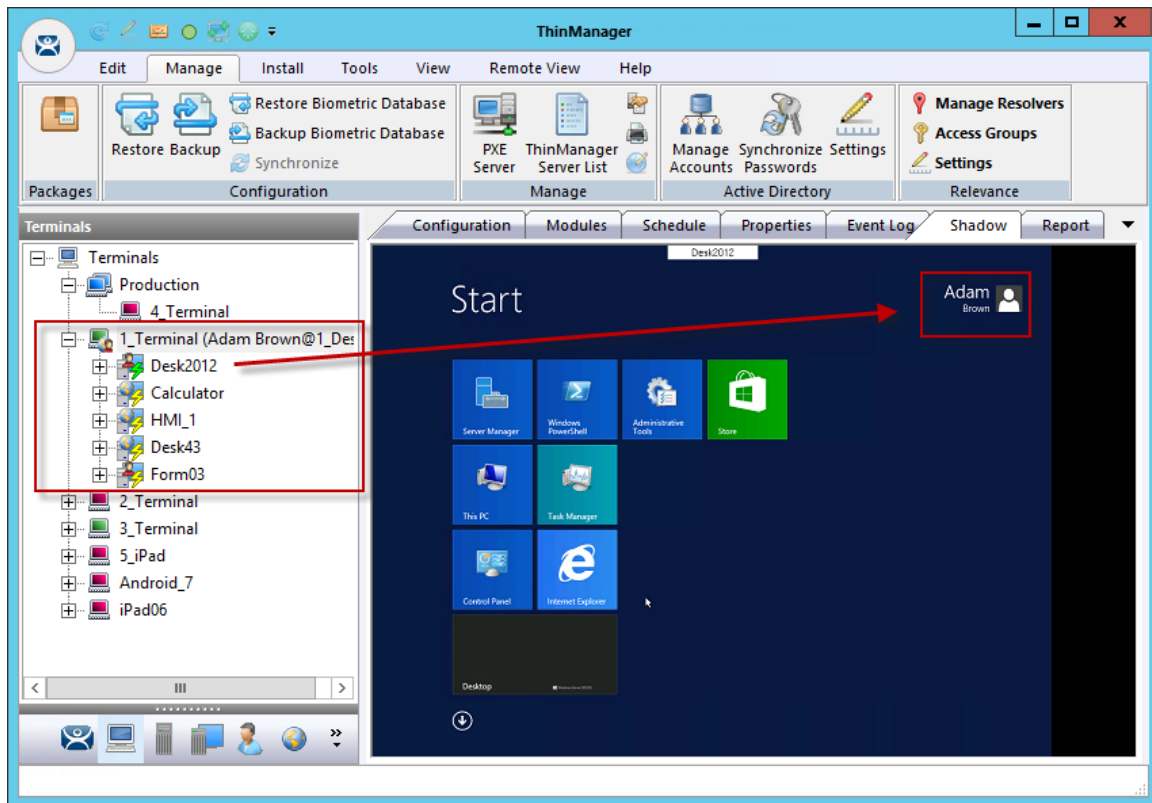 ThinManager
Edit Manage Install Tools View Remote View Help
Restore Backup
Restore Biometric Database
Backup Biometric Database
Synchronize
PXE Server
ThinManager Server List
Manage Accounts
Synchronize Passwords
Settings
Manage Resolvers
Access Groups
Settings
Packages Configuration Manage Active Directory Relevance
Terminals
Configuration Modules Schedule Properties Event Log Shadow Report
Terminals
Production
4_Terminal
1_Terminal (Adam Brown@1_Des
Desk2012
Calculator
HMI_1
Desk43
Form03
2_Terminal
3_Terminal
5_iPad
Android_7
iPad06
Desk2012
Start
Adam
Brown
Server Manager
Windows PowerShell
Administrative Tools
Store
This PC
Task Manager
Control Panel
Internet Explorer
Desktop